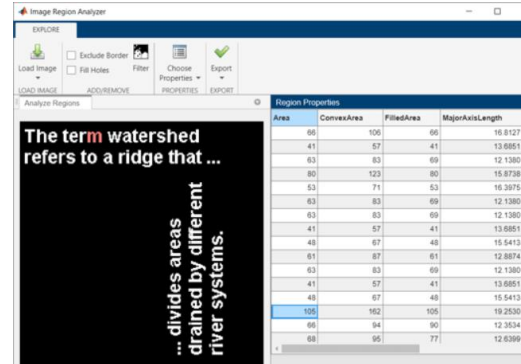 Image Region Analyzer
EXPLORE
Load Image
Exclude Border
Fill Holes
Filter
Choose
Properties
Export
LOAD IMAGE
ADD/REMOVE
PROPERTIES
EXPORT
Analyze Regions
The term watershed
refers to a ridge that ...
... divides areas
drained by different
river systems.
Region Properties
Area ConvexArea FilledArea MajorAxisLength
66 106 66 16.8127
41 57 41 13.6851
63 83 69 12.1380
80 123 80 15.8738
53 71 53 16.3975
63 83 69 12.1380
63 83 69 12.1380
41 57 41 13.6851
48 67 48 15.5413
61 87 61 12.8874
63 83 69 12.1380
41 57 41 13.6851
48 67 48 15.5413
105 162 105 19.2530
66 94 90 12.3534
68 95 77 12.6399